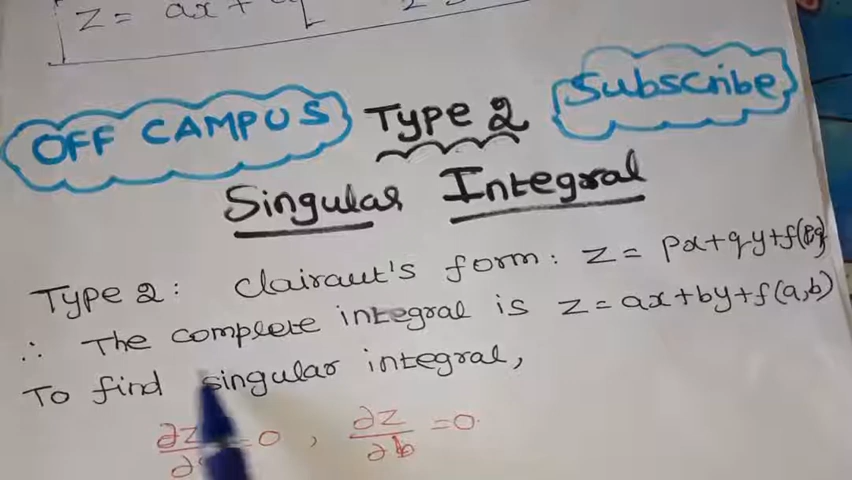 z = ax +
OFF CAMPUS Type 2 Subscribe
Singular Integral
Type 2: Clairaut's form: z = px+qy+f(p,q)
∴ The complete integral is z = ax+by+f(a,b)
To find singular integral,
∂z =0, ∂z/∂b =0